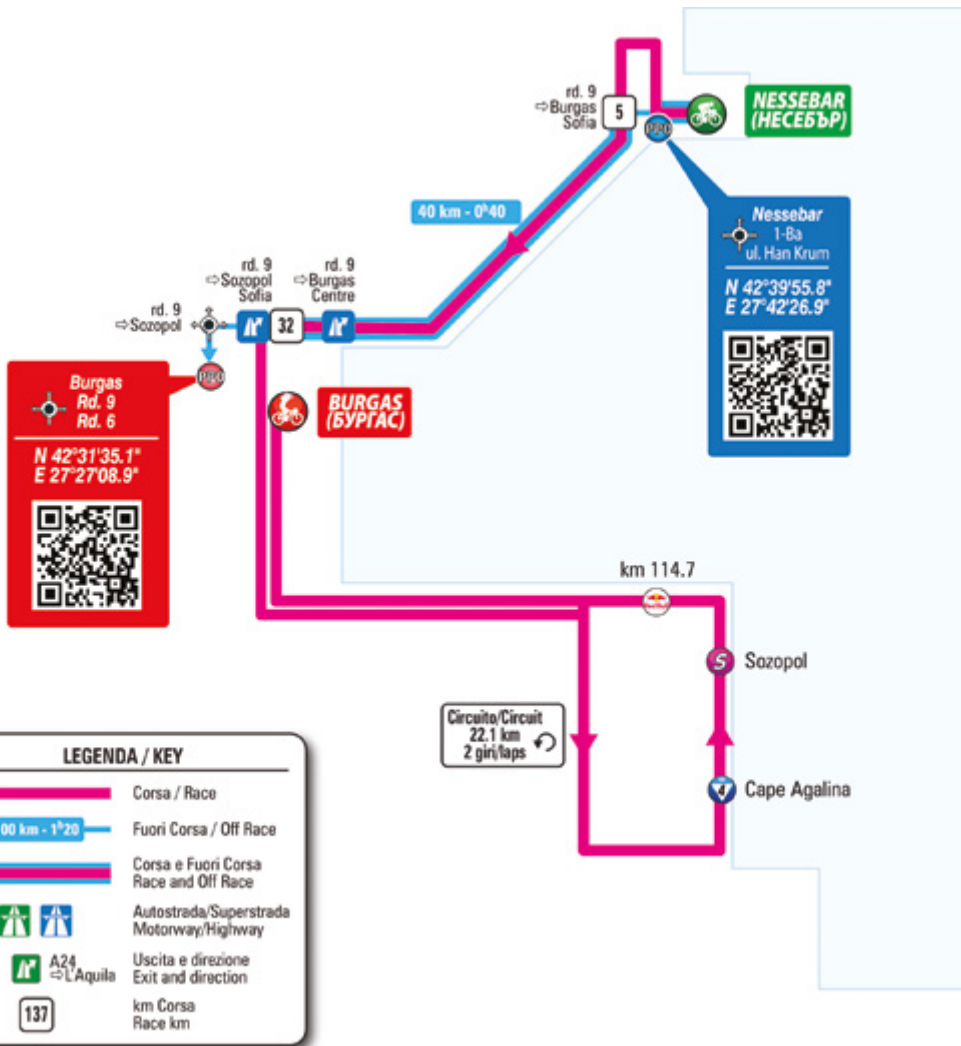 rd. 9
⇨Burgas
Sofia
5
PPO
NESSEBAR
(НЕСЕБЪР)
40 km - 0ʰ40
Nessebar
1-Ba
ul. Han Krum
N 42°39'55.8"
E 27°42'26.9"
rd. 9
⇨Sozopol
Sofia
rd. 9
⇨Burgas
Centre
rd. 9
⇨Sozopol
32
PPO
Burgas
Rd. 9
Rd. 6
N 42°31'35.1"
E 27°27'08.9"
BURGAS
(БУРГАС)
km 114.7
Red Bull
S
Sozopol
Circuito/Circuit
22.1 km
2 giri/laps
4
Cape Agalina
LEGENDA / KEY
Corsa / Race
00 km - 1ʰ20
Fuori Corsa / Off Race
Corsa e Fuori Corsa
Race and Off Race
Autostrada/Superstrada
Motorway/Highway
A24
⇨L'Aquila
Uscita e direzione
Exit and direction
137
km Corsa
Race km